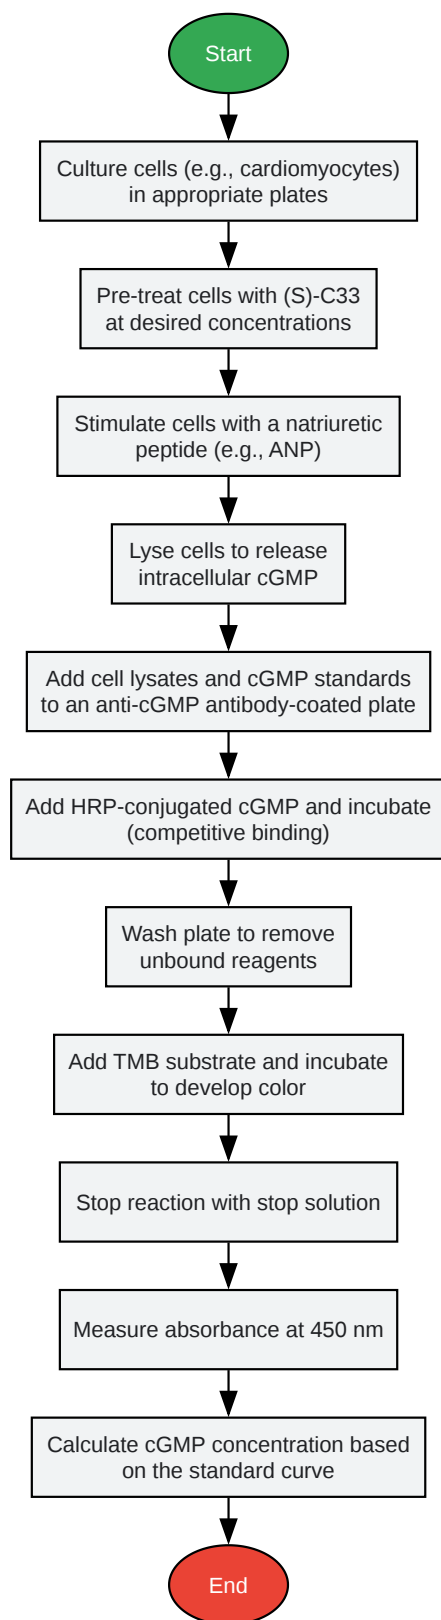 Start
Culture cells (e.g., cardiomyocytes)
in appropriate plates
Pre-treat cells with (S)-C33
at desired concentrations
Stimulate cells with a natriuretic
peptide (e.g., ANP)
Lyse cells to release
intracellular cGMP
Add cell lysates and cGMP standards
to an anti-cGMP antibody-coated plate
Add HRP-conjugated cGMP and incubate
(competitive binding)
Wash plate to remove
unbound reagents
Add TMB substrate and incubate
to develop color
Stop reaction with stop solution
Measure absorbance at 450 nm
Calculate cGMP concentration based
on the standard curve
End